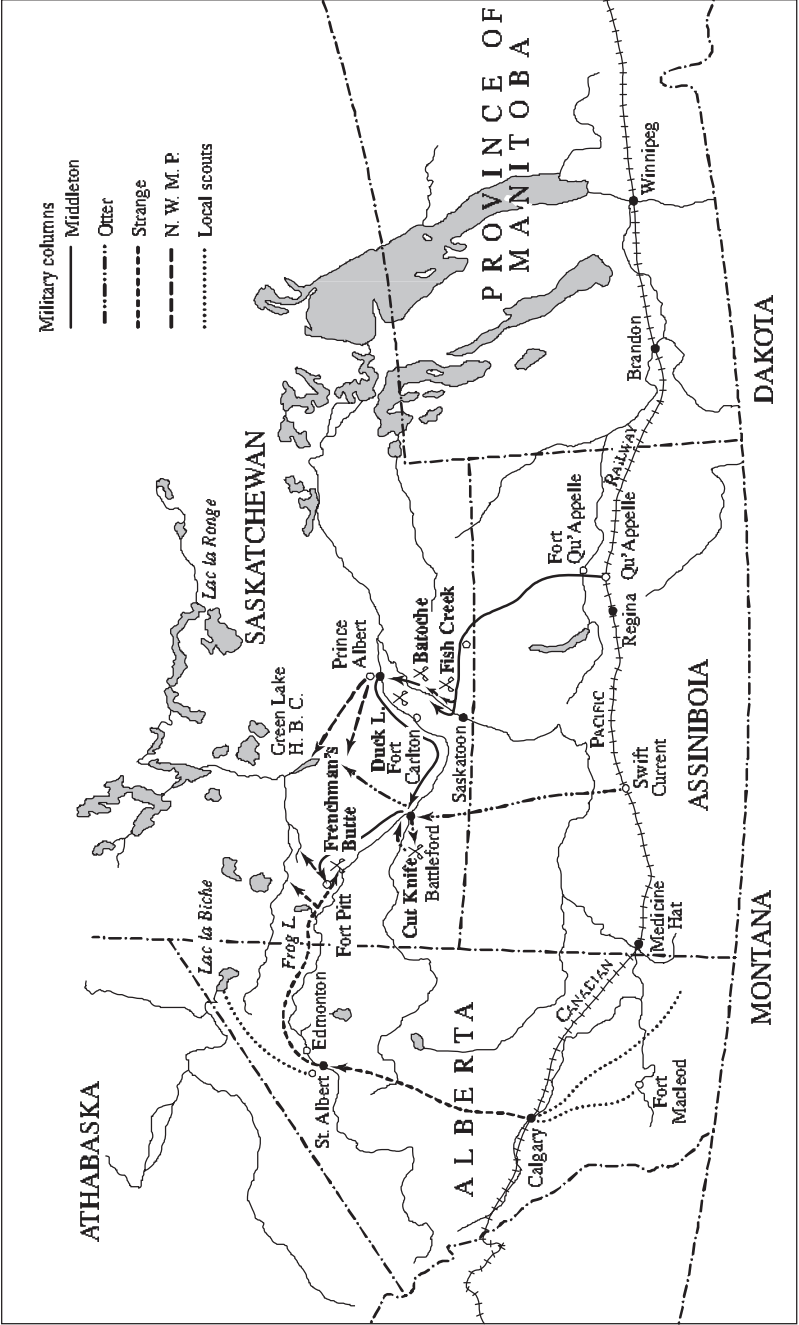 Military columns
Middleton
Otter
Strange
N. W. M. P.
Local scouts
ATHABASKA
SASKATCHEWAN
PROVINCE OF
MANITOBA
ALBERTA
ASSINIBOIA
MONTANA
DAKOTA
Lac la Biche
Lac la Ronge
Green Lake
H. B. C.
Frog L.
St. Albert
Edmonton
Fort Pitt
Frenchman's
Butte
Cut Knife
Battleford
Duck L.
Fort
Carlton
Prince
Albert
Batoche
Fish Creek
Saskatoon
Calgary
Fort
Macleod
Medicine
Hat
Swift
Current
Regina
Fort
Qu'Appelle
Qu'Appelle
Brandon
Winnipeg
CANADIAN
PACIFIC
RAILWAY